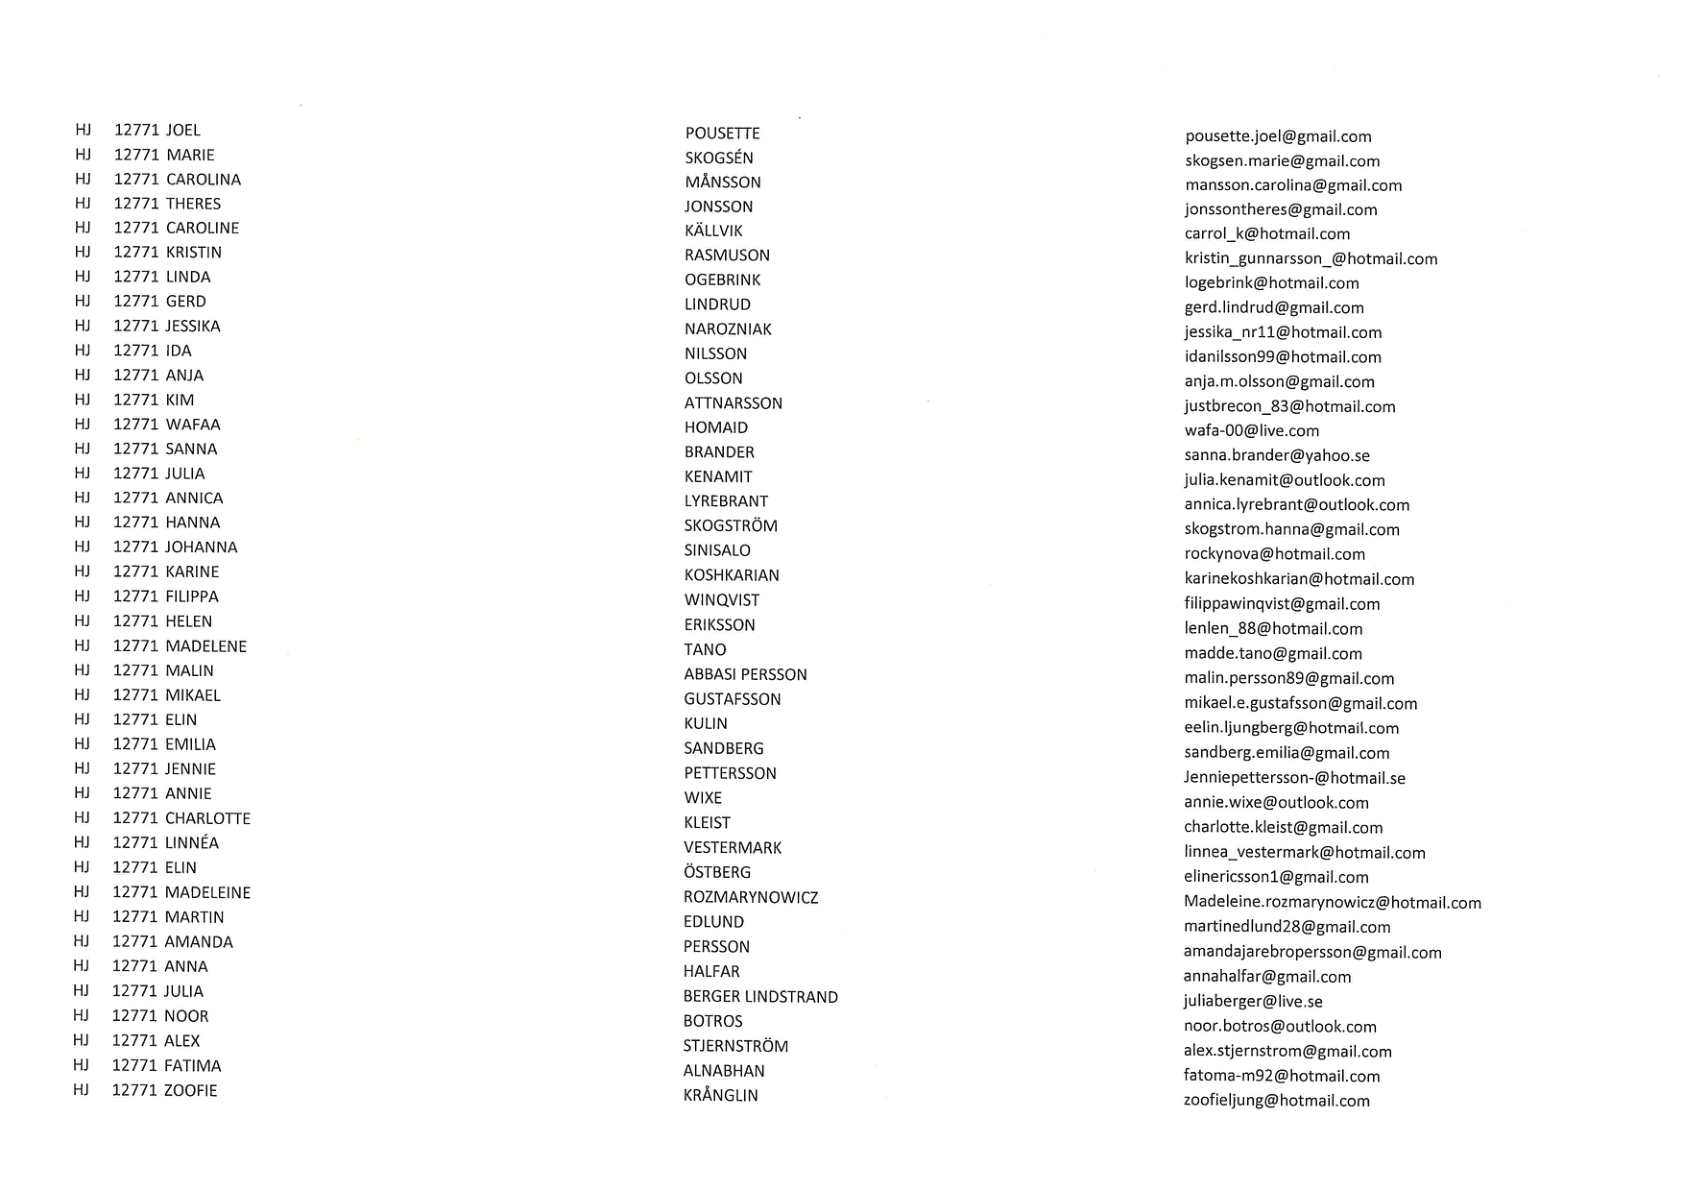 HJ 12771 JOEL POUSETTE pousette.joel@gmail.com
HJ 12771 MARIE SKOGSÉN skogsen.marie@gmail.com
HJ 12771 CAROLINA MÅNSSON mansson.carolina@gmail.com
HJ 12771 THERES JONSSON jonssontheres@gmail.com
HJ 12771 CAROLINE KÄLLVIK carrol_k@hotmail.com
HJ 12771 KRISTIN RASMUSON kristin_gunnarsson_@hotmail.com
HJ 12771 LINDA OGEBRINK logebrink@hotmail.com
HJ 12771 GERD LINDRUD gerd.lindrud@gmail.com
HJ 12771 JESSIKA NAROZNIAK jessika_nr11@hotmail.com
HJ 12771 IDA NILSSON idanilsson99@hotmail.com
HJ 12771 ANJA OLSSON anja.m.olsson@gmail.com
HJ 12771 KIM ATTNARSSON justbrecon_83@hotmail.com
HJ 12771 WAFAA HOMAID wafa-00@live.com
HJ 12771 SANNA BRANDER sanna.brander@yahoo.se
HJ 12771 JULIA KENAMIT julia.kenamit@outlook.com
HJ 12771 ANNICA LYREBRANT annica.lyrebrant@outlook.com
HJ 12771 HANNA SKOGSTRÖM skogstrom.hanna@gmail.com
HJ 12771 JOHANNA SINISALO rockynova@hotmail.com
HJ 12771 KARINE KOSHKARIAN karinekoshkarian@hotmail.com
HJ 12771 FILIPPA WINQVIST filippawinqvist@gmail.com
HJ 12771 HELEN ERIKSSON lenlen_88@hotmail.com
HJ 12771 MADELENE TANO madde.tano@gmail.com
HJ 12771 MALIN ABBASI PERSSON malin.persson89@gmail.com
HJ 12771 MIKAEL GUSTAFSSON mikael.e.gustafsson@gmail.com
HJ 12771 ELIN KULIN eelin.ljungberg@hotmail.com
HJ 12771 EMILIA SANDBERG sandberg.emilia@gmail.com
HJ 12771 JENNIE PETTERSSON Jenniepettersson-@hotmail.se
HJ 12771 ANNIE WIXE annie.wixe@outlook.com
HJ 12771 CHARLOTTE KLEIST charlotte.kleist@gmail.com
HJ 12771 LINNÉA VESTERMARK linnea_vestermark@hotmail.com
HJ 12771 ELIN ÖSTBERG elinericsson1@gmail.com
HJ 12771 MADELEINE ROZMARYNOWICZ Madeleine.rozmarynowicz@hotmail.com
HJ 12771 MARTIN EDLUND martinedlund28@gmail.com
HJ 12771 AMANDA PERSSON amandajarebropersson@gmail.com
HJ 12771 ANNA HALFAR annahalfar@gmail.com
HJ 12771 JULIA BERGER LINDSTRAND juliaberger@live.se
HJ 12771 NOOR BOTROS noor.botros@outlook.com
HJ 12771 ALEX STJERNSTRÖM alex.stjernstrom@gmail.com
HJ 12771 FATIMA ALNABHAN fatoma-m92@hotmail.com
HJ 12771 ZOOFIE KRÅNGLIN zoofieljung@hotmail.com